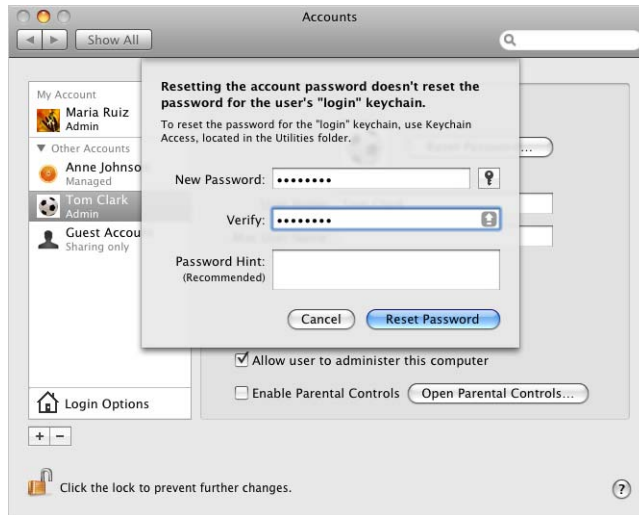 Accounts
Show All
My Account
Maria Ruiz
Admin
Other Accounts
Anne Johnso
Managed
Tom Clark
Admin
Guest Accou
Sharing only
Login Options
Resetting the account password doesn't reset the
password for the user's "login" keychain.
To reset the password for the "login" keychain, use Keychain
Access, located in the Utilities folder.
New Password: ••••••••
Verify: ••••••••
Password Hint:
(Recommended)
Cancel Reset Password
Allow user to administer this computer
Enable Parental Controls Open Parental Controls...
+ −
Click the lock to prevent further changes.
?